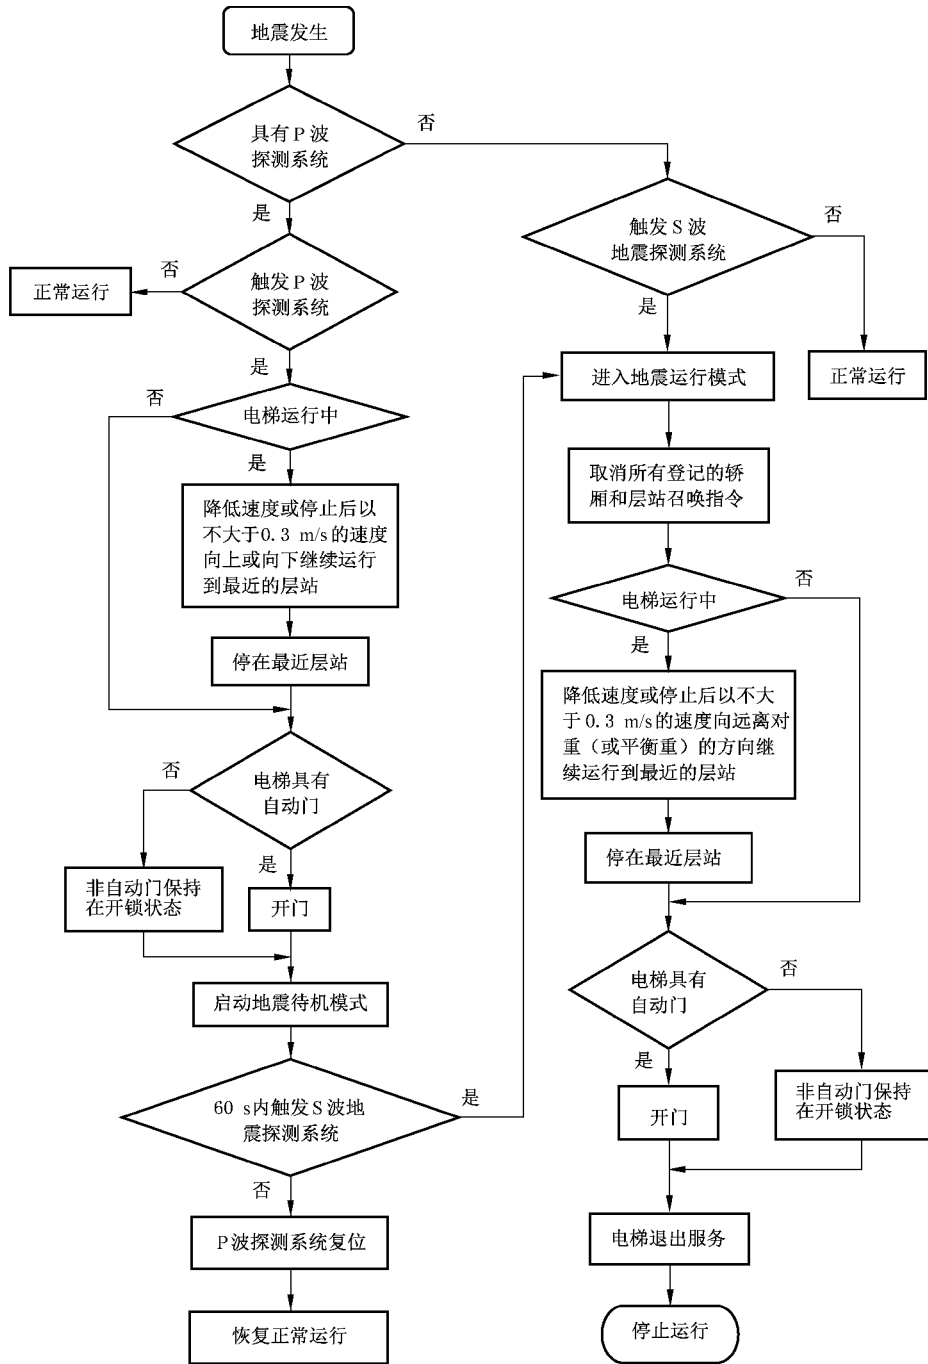 地震发生
具有P波
探测系统
否
是
触发P波
探测系统
否
正常运行
是
电梯运行中
否
是
降低速度或停止后以
不大于0.3 m/s的速度
向上或向下继续运行
到最近的层站
停在最近层站
电梯具有
自动门
否
是
非自动门保持
在开锁状态
开门
启动地震待机模式
60 s内触发S波地
震探测系统
是
否
P波探测系统复位
恢复正常运行
触发S波
地震探测系统
否
是
正常运行
进入地震运行模式
取消所有登记的轿
厢和层站召唤指令
电梯运行中
否
是
降低速度或停止后以不大
于0.3 m/s的速度向远离对
重（或平衡重）的方向继
续运行到最近的层站
停在最近层站
电梯具有
自动门
否
是
开门
非自动门保持
在开锁状态
电梯退出服务
停止运行